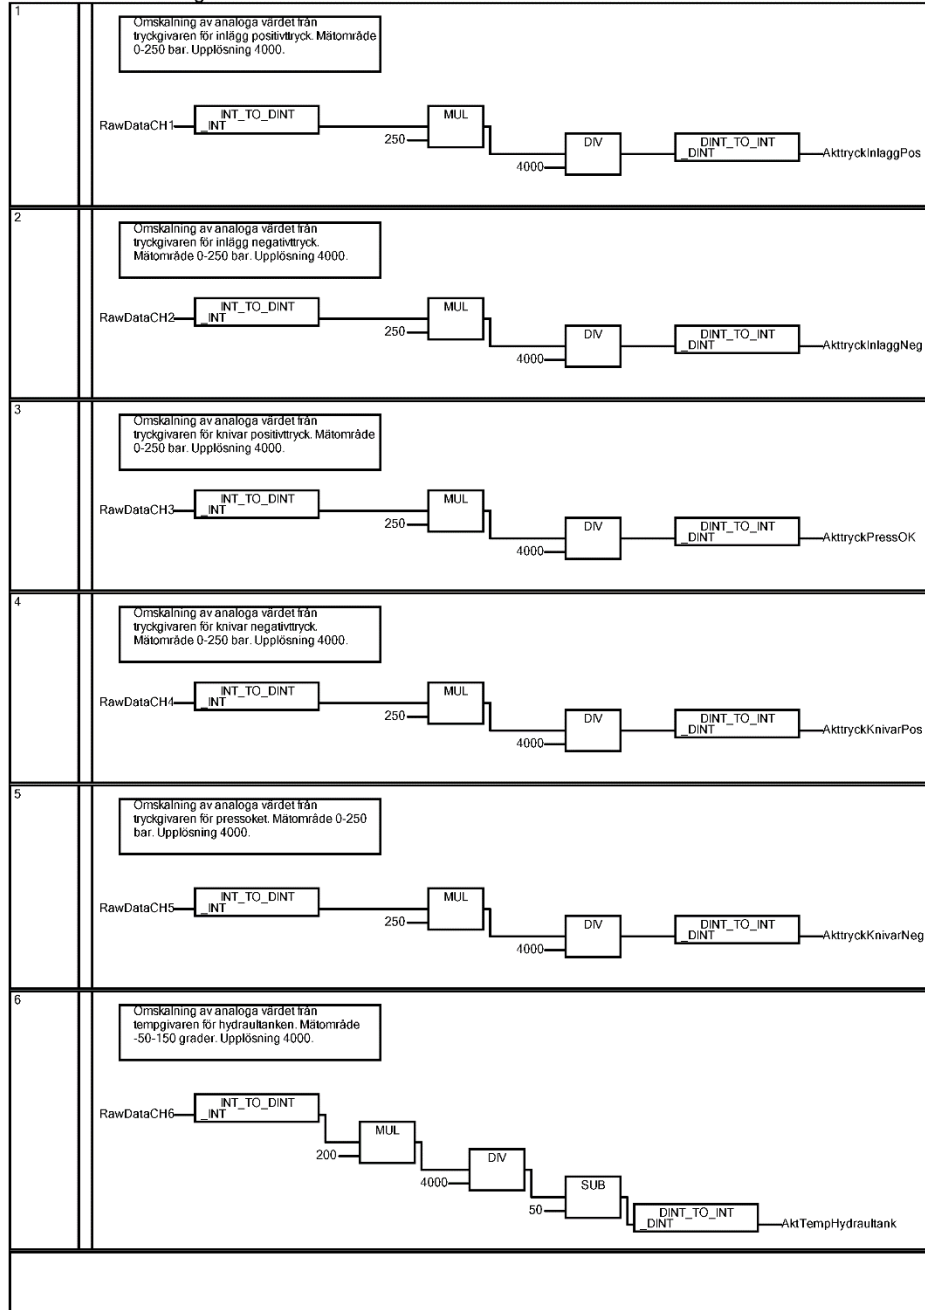 1
Omskalning av analoga värdet från
tryckgivaren för inlägg positivttryck. Mätområde
0-250 bar. Upplösning 4000.
INT_TO_DINT
RawDataCH1
_INT
MUL
250
DIV
4000
DINT_TO_INT
_DINT
AkttryckInlaggPos
2
Omskalning av analoga värdet från
tryckgivaren för inlägg negativttryck.
Mätområde 0-250 bar. Upplösning 4000.
INT_TO_DINT
RawDataCH2
_INT
MUL
250
DIV
4000
DINT_TO_INT
_DINT
AkttryckInlaggNeg
3
Omskalning av analoga värdet från
tryckgivaren för knivar positivttryck. Mätområde
0-250 bar. Upplösning 4000.
INT_TO_DINT
RawDataCH3
_INT
MUL
250
DIV
4000
DINT_TO_INT
_DINT
AkttryckPressOK
4
Omskalning av analoga värdet från
tryckgivaren för knivar negativttryck.
Mätområde 0-250 bar. Upplösning 4000.
INT_TO_DINT
RawDataCH4
_INT
MUL
250
DIV
4000
DINT_TO_INT
_DINT
AkttryckKnivarPos
5
Omskalning av analoga värdet från
tryckgivaren för pressoket. Mätområde 0-250
bar. Upplösning 4000.
INT_TO_DINT
RawDataCH5
_INT
MUL
250
DIV
4000
DINT_TO_INT
_DINT
AkttryckKnivarNeg
6
Omskalning av analoga värdet från
tempgivaren för hydraultanken. Mätområde
-50-150 grader. Upplösning 4000.
INT_TO_DINT
RawDataCH6
_INT
MUL
200
DIV
4000
SUB
50
DINT_TO_INT
_DINT
AktTempHydraultank